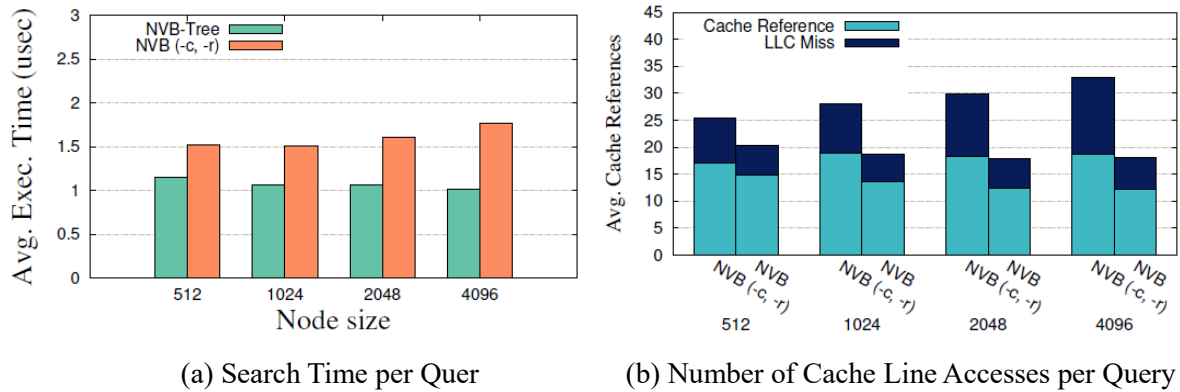 Avg. Exec. Time (usec)
3
2.5
2
1.5
1
0.5
0
NVB-Tree
NVB (-c, -r)
512
1024
2048
4096
Node size
(a) Search Time per Quer
Avg. Cache References
45
40
35
30
25
20
15
10
5
0
Cache Reference
LLC Miss
NVB (-c, -r)
NVB
NVB (-c, -r)
NVB
NVB (-c, -r)
NVB
NVB (-c, -r)
NVB
512
1024
2048
4096
(b) Number of Cache Line Accesses per Query